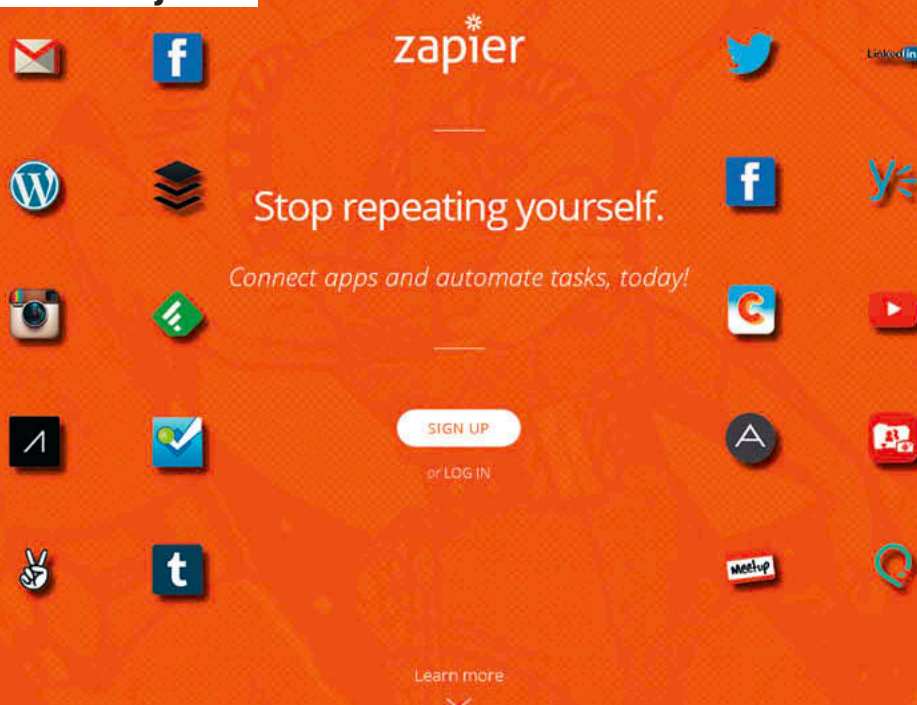 zapier
LinkedIn
Stop repeating yourself.
Connect apps and automate tasks, today!
SIGN UP
or LOG IN
Meetup
Learn more